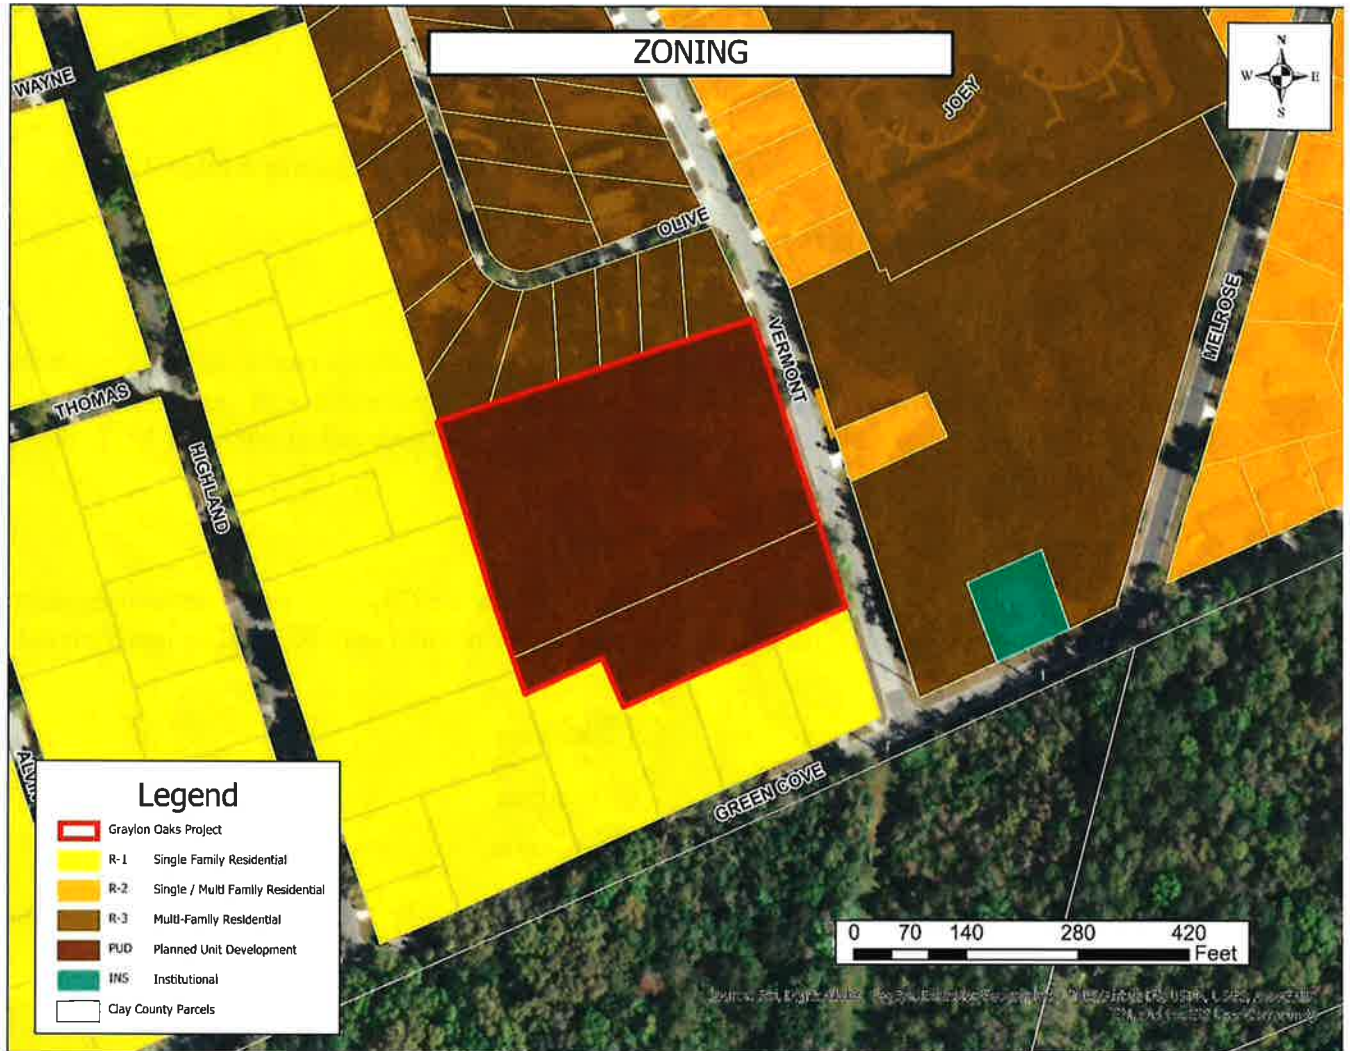 ZONING
N
W E
S
WAYNE
JOEY
OLIVE
VERMONT
MELROSE
THOMAS
HIGHLAND
GREEN COVE
Legend
Graylon Oaks Project
R-1 Single Family Residential
R-2 Single / Multi Family Residential
R-3 Multi-Family Residential
PUD Planned Unit Development
INS Institutional
Clay County Parcels
0 70 140 280 420
Feet